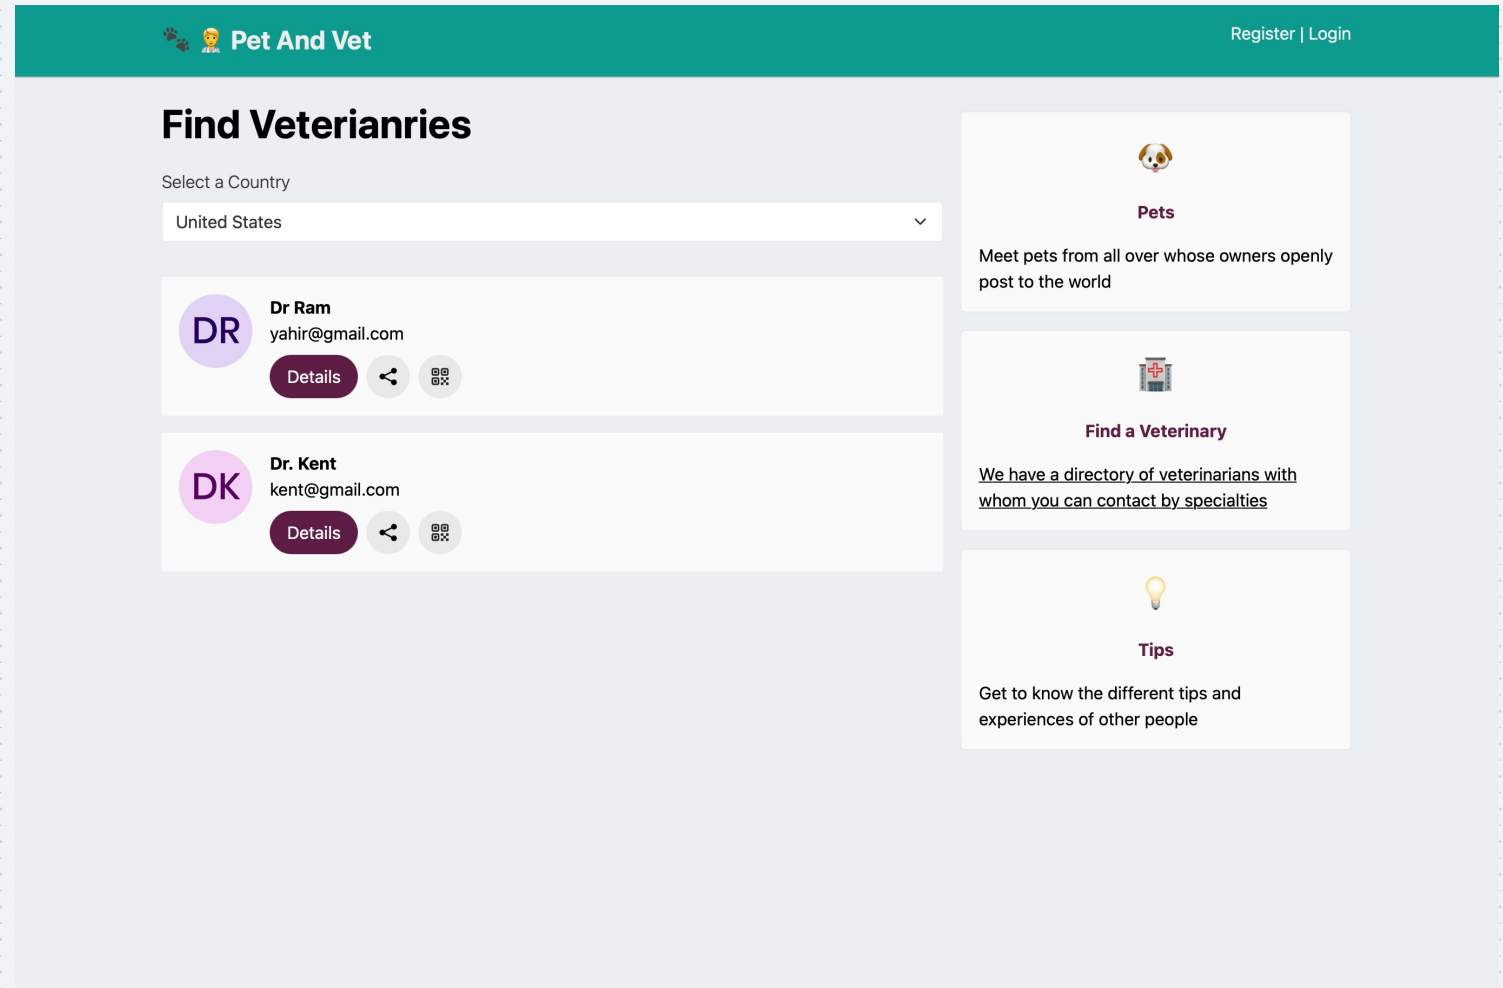 Pet And Vet
Register | Login
Find Veterianries
Select a Country
United States
DR
Dr Ram
yahir@gmail.com
Details
DK
Dr. Kent
kent@gmail.com
Details
Pets
Meet pets from all over whose owners openly
post to the world
Find a Veterinary
We have a directory of veterinarians with
whom you can contact by specialties
Tips
Get to know the different tips and
experiences of other people